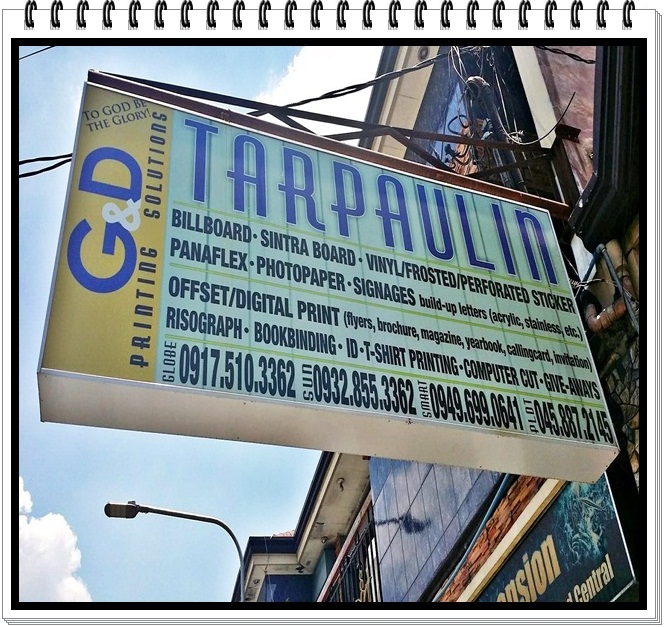 TO GOD BE
THE GLORY!
G&D
PRINTING SOLUTIONS
TARPAULIN
BILLBOARD · SINTRA BOARD · VINYL/FROSTED/PERFORATED STICKER
PANAFLEX · PHOTOPAPER · SIGNAGES build-up letters (acrylic, stainless, etc.)
OFFSET/DIGITAL PRINT (flyers, brochure, magazine, yearbook, callingcard, invitation)
RISOGRAPH · BOOKBINDING · ID · T-SHIRT PRINTING · COMPUTER CUT · GIVE-AWAYS
GLOBE 0917.510.3362 SUN 0932.855.3362 SMART 0949.699.0641 PLDT 045.887.2145
Central